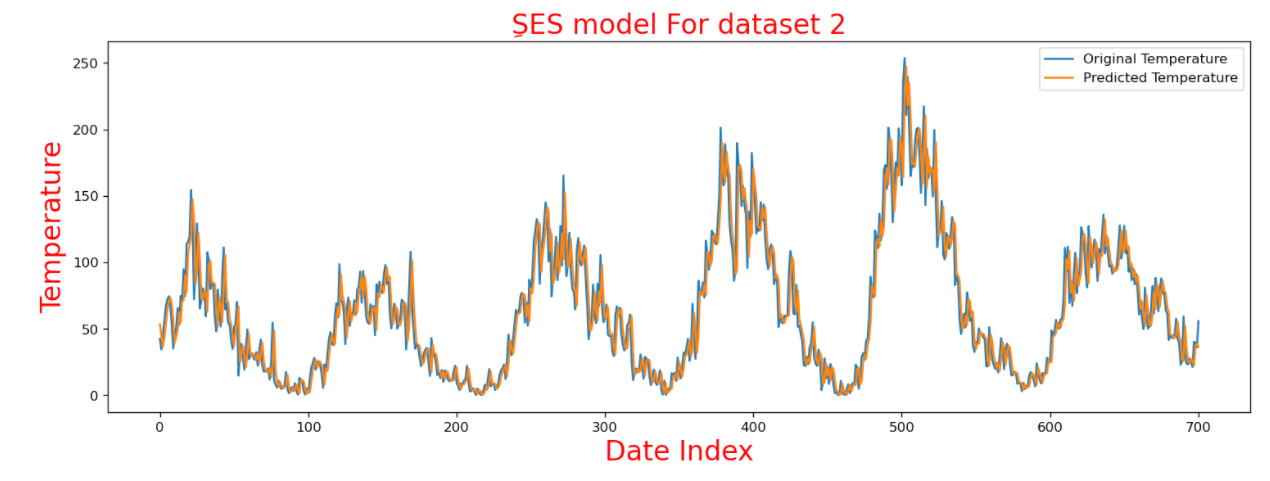 SES model For dataset 2
Original Temperature
Predicted Temperature
Temperature
250
200
150
100
50
0
0 100 200 300 400 500 600 700
Date Index